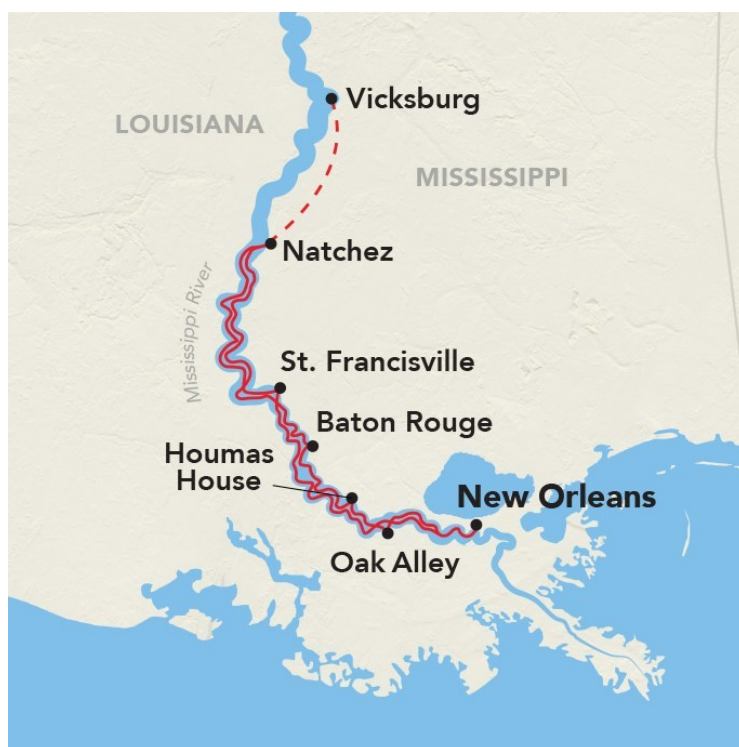 Vicksburg
LOUISIANA
MISSISSIPPI
Natchez
Mississippi River
St. Francisville
Baton Rouge
Houmas
House
New Orleans
Oak Alley